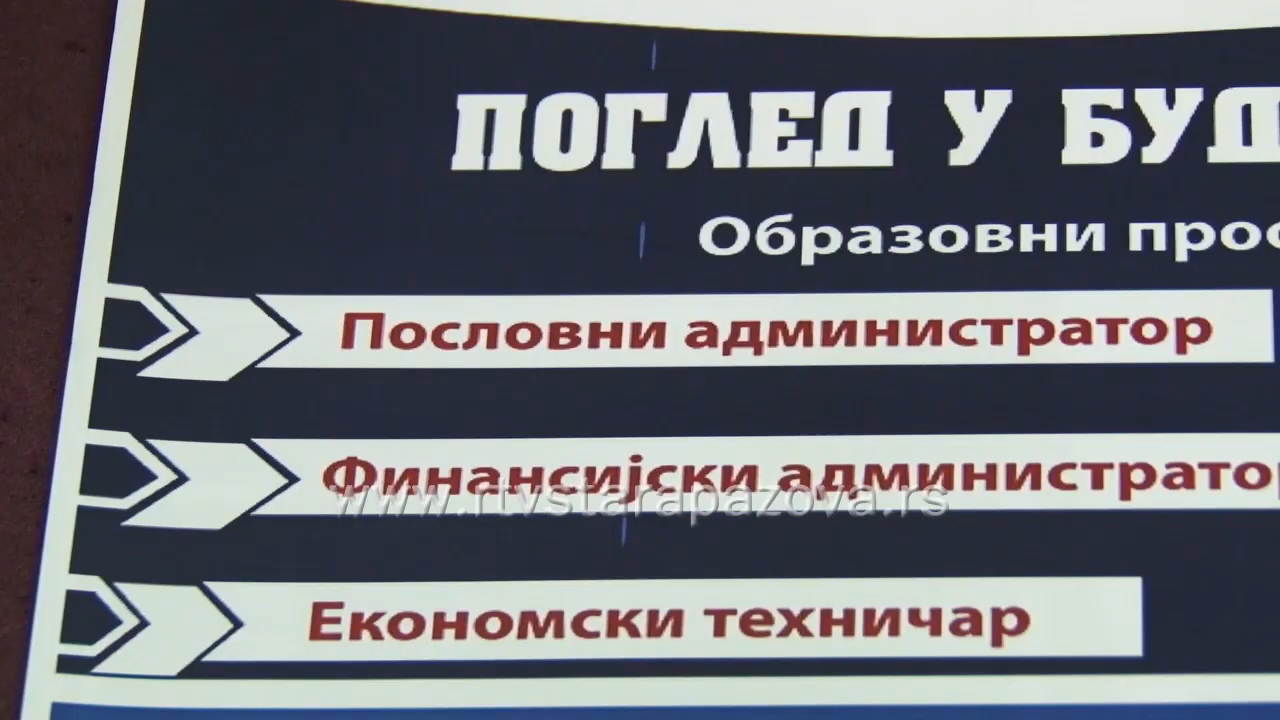 ПОГЛЕД У БУД
Образовни про
Пословни администратор
Финансијски администратор
www.rtvstarapazova.rs
Економски техничар